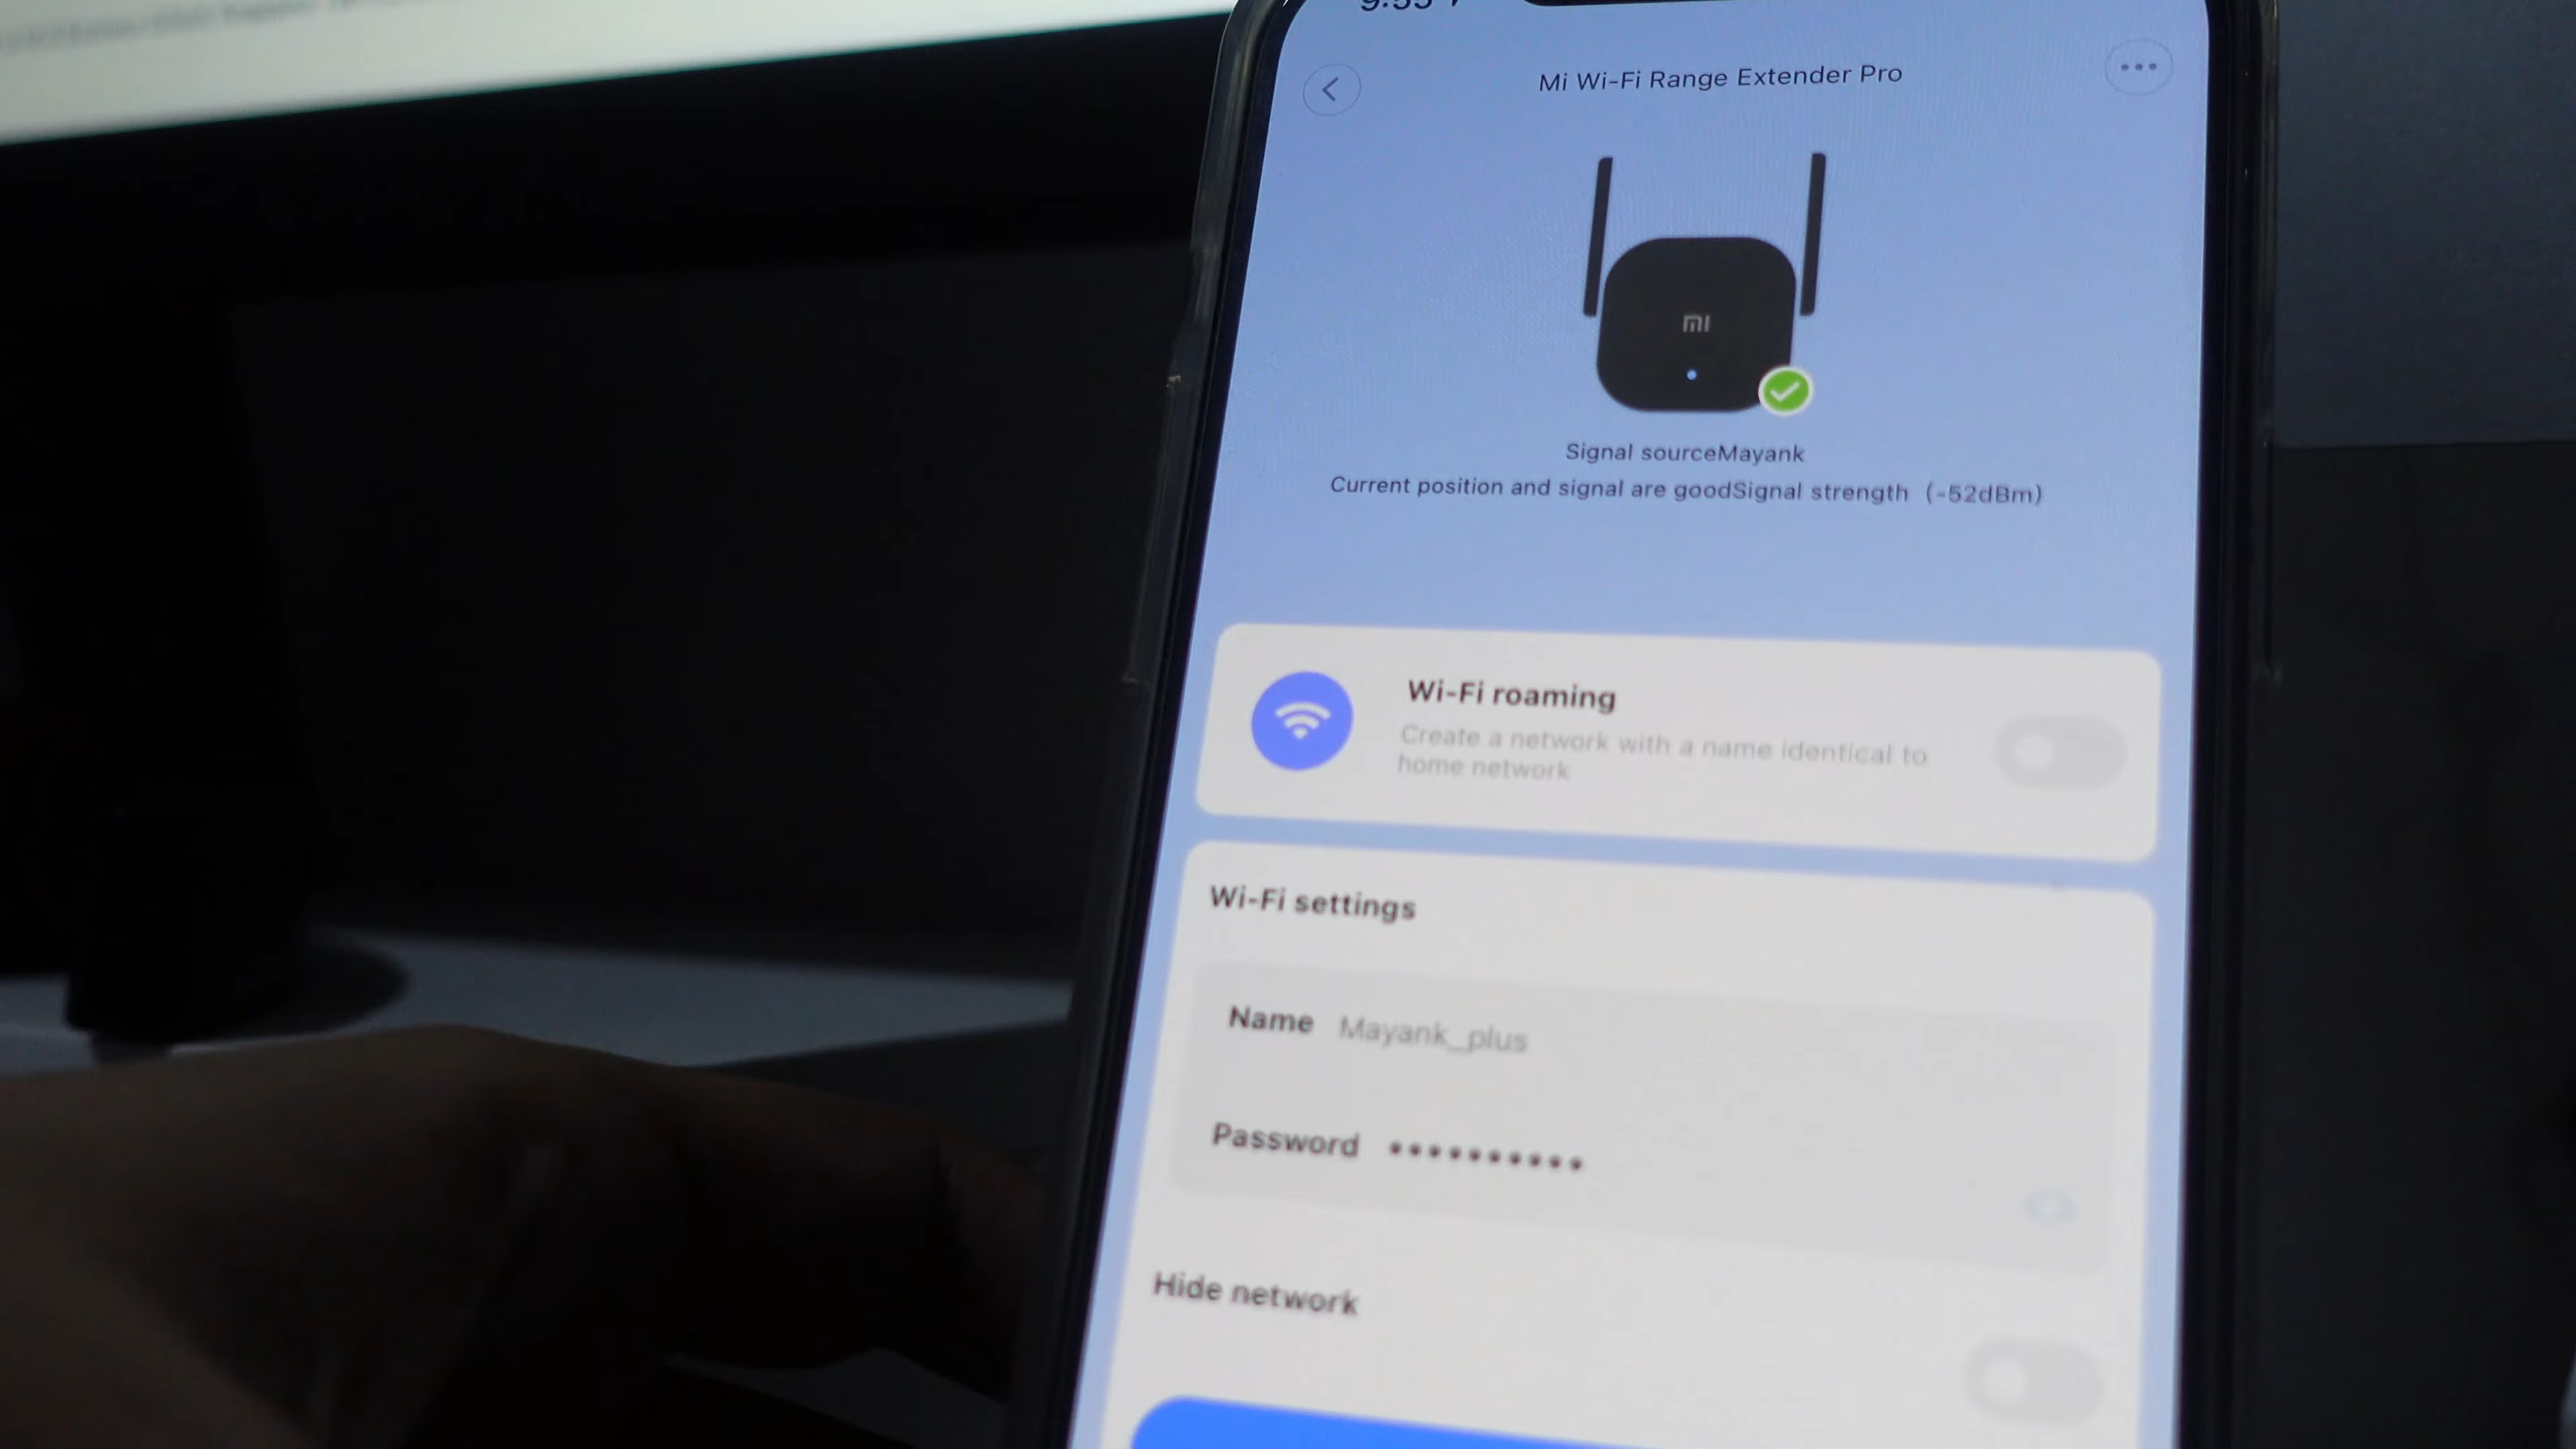 Mi Wi-Fi Range Extender Pro
mi
Signal sourceMayank
Current position and signal are goodSignal strength (-52dBm)
Wi-Fi roaming
Create a network with a name identical to
home network
Wi-Fi settings
Name Mayank_plus
Password ••••••••••
Hide network